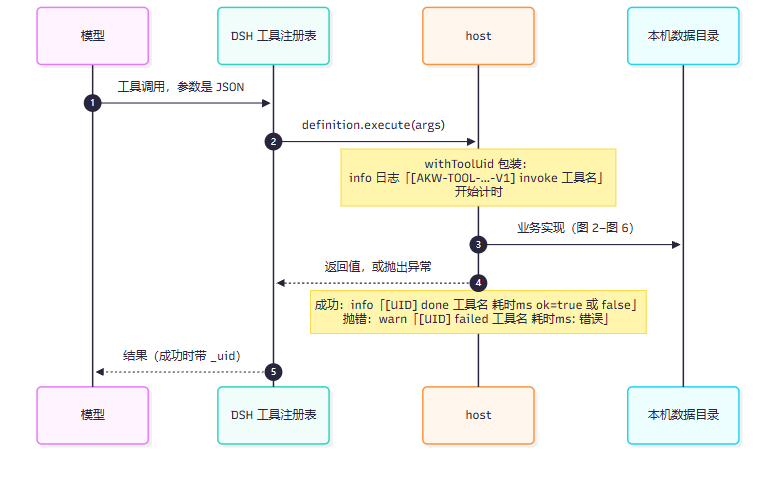 模型
DSH 工具注册表
host
本机数据目录
工具调用，参数是 JSON
1
definition.execute(args)
2
withToolUid 包装：
info 日志「[AKW-TOOL-…-V1] invoke 工具名」
开始计时
业务实现（图 2–图 6）
3
返回值，或抛出异常
4
成功：info「[UID] done 工具名 耗时ms ok=true 或 false」
抛错：warn「[UID] failed 工具名 耗时ms: 错误」
结果（成功时带 _uid）
5
模型
DSH 工具注册表
host
本机数据目录